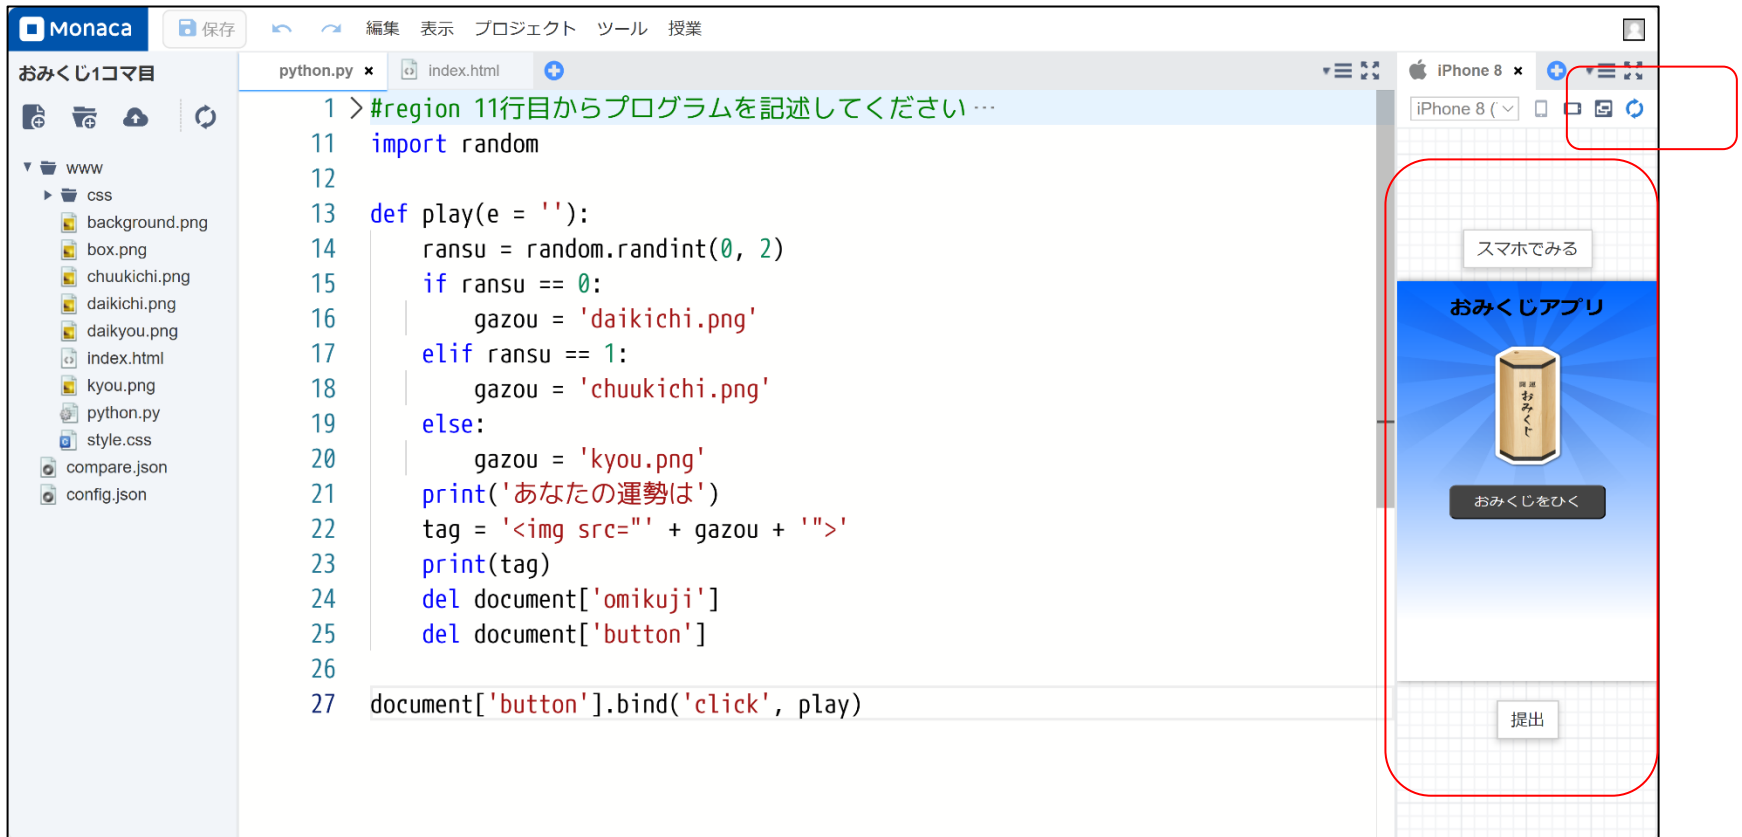 Monaca
保存
編集 表示 プロジェクト ツール 授業
おみくじ1コマ目
www
css
background.png
box.png
chuukichi.png
daikichi.png
daikyou.png
index.html
kyou.png
python.py
style.css
compare.json
config.json
python.py × index.html
1 #region 11行目からプログラムを記述してください ···
11 import random
12
13 def play(e = ''):
14     ransu = random.randint(0, 2)
15     if ransu == 0:
16         gazou = 'daikichi.png'
17     elif ransu == 1:
18         gazou = 'chuukichi.png'
19     else:
20         gazou = 'kyou.png'
21     print('あなたの運勢は')
22     tag = '<img src="' + gazou + '">'
23     print(tag)
24     del document['omikuji']
25     del document['button']
26
27 document['button'].bind('click', play)
iPhone 8 ×
iPhone 8 (
スマホでみる
おみくじアプリ
開運
おみくじ
おみくじをひく
提出